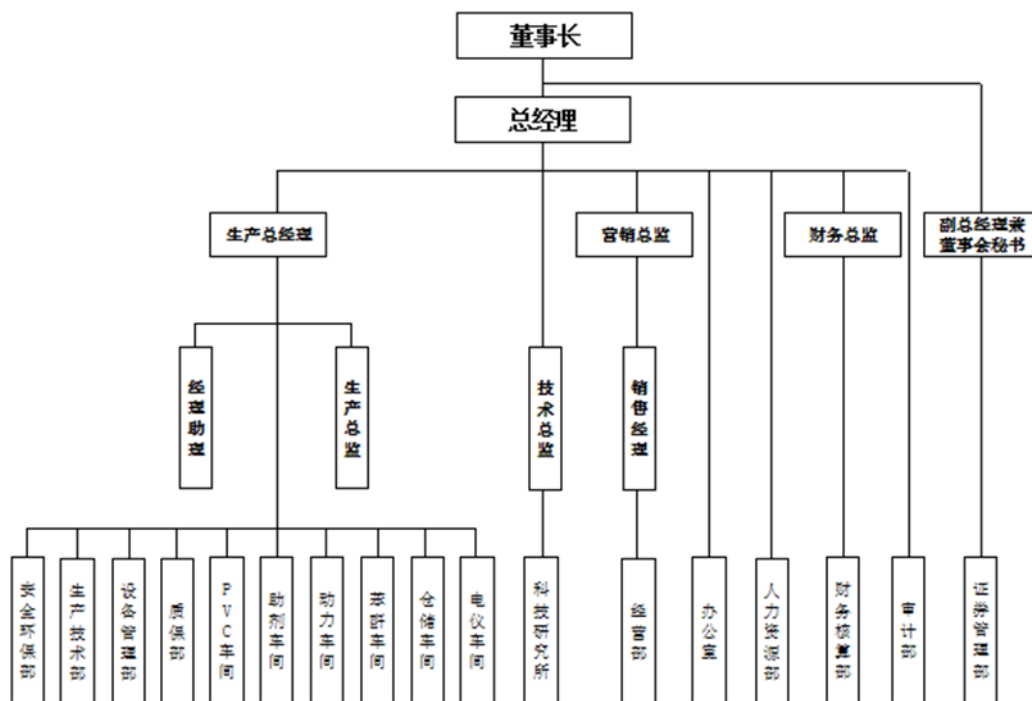 董事长
总经理
生产总经理
营销总监
财务总监
副总经理兼
董事会秘书
经理助理
生产总监
技术总监
销售经理
安全环保部
生产技术部
设备管理部
质保部
PVC车间
助剂车间
动力车间
苯酐车间
仓储车间
电仪车间
科技研究所
经营部
办公室
人力资源部
财务核算部
审计部
证券管理部